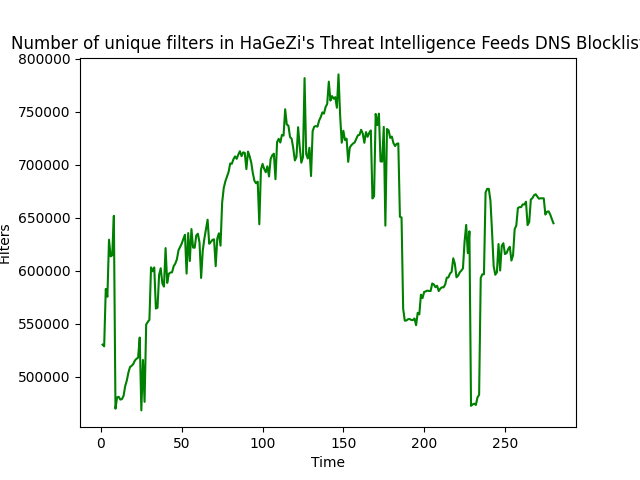 Number of unique filters in HaGeZi's Threat Intelligence Feeds DNS Blocklist
800000
750000
700000
650000
600000
550000
500000
Filters
0 50 100 150 200 250
Time